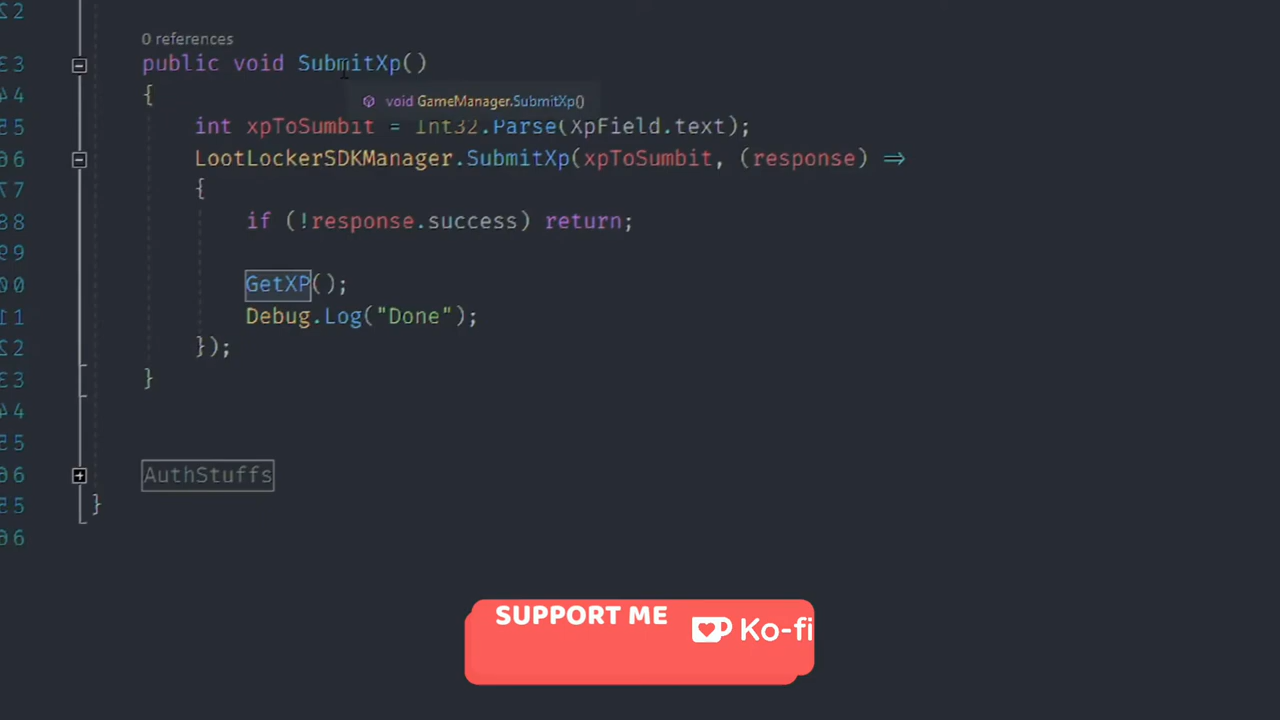 0 references
public void SubmitXp()
{
void GameManager.SubmitXp()
int xpToSumbit = Int32.Parse(XpField.text);
LootLockerSDKManager.SubmitXp(xpToSumbit, (response) =>
{
if (!response.success) return;
GetXP();
Debug.Log("Done");
});
}
AuthStuffs
}
SUPPORT ME
Ko-fi